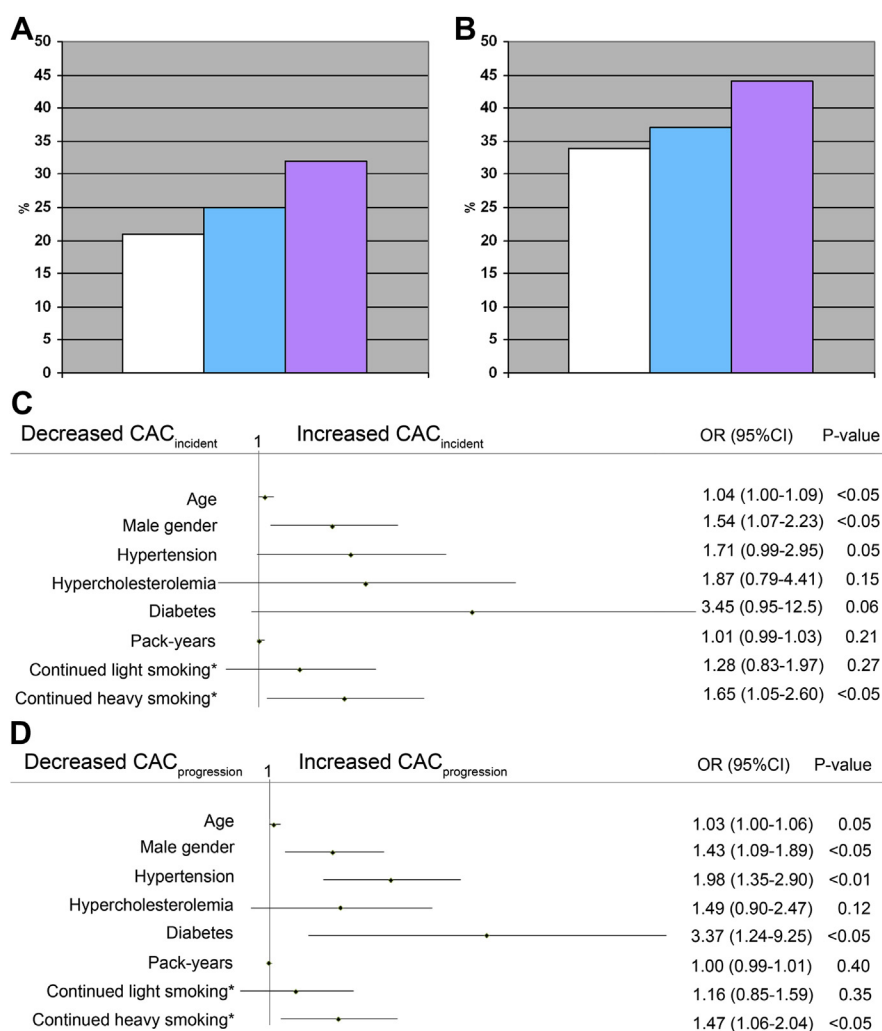 A
B
50
45
40
35
30
25
20
15
10
5
0
%
50
45
40
35
30
25
20
15
10
5
0
%
C
Decreased CACincident 1 Increased CACincident OR (95%CI) P-value
Age 1.04 (1.00-1.09) <0.05
Male gender 1.54 (1.07-2.23) <0.05
Hypertension 1.71 (0.99-2.95) 0.05
Hypercholesterolemia 1.87 (0.79-4.41) 0.15
Diabetes 3.45 (0.95-12.5) 0.06
Pack-years 1.01 (0.99-1.03) 0.21
Continued light smoking* 1.28 (0.83-1.97) 0.27
Continued heavy smoking* 1.65 (1.05-2.60) <0.05
D
Decreased CACprogression 1 Increased CACprogression OR (95%CI) P-value
Age 1.03 (1.00-1.06) 0.05
Male gender 1.43 (1.09-1.89) <0.05
Hypertension 1.98 (1.35-2.90) <0.01
Hypercholesterolemia 1.49 (0.90-2.47) 0.12
Diabetes 3.37 (1.24-9.25) <0.05
Pack-years 1.00 (0.99-1.01) 0.40
Continued light smoking* 1.16 (0.85-1.59) 0.35
Continued heavy smoking* 1.47 (1.06-2.04) <0.05